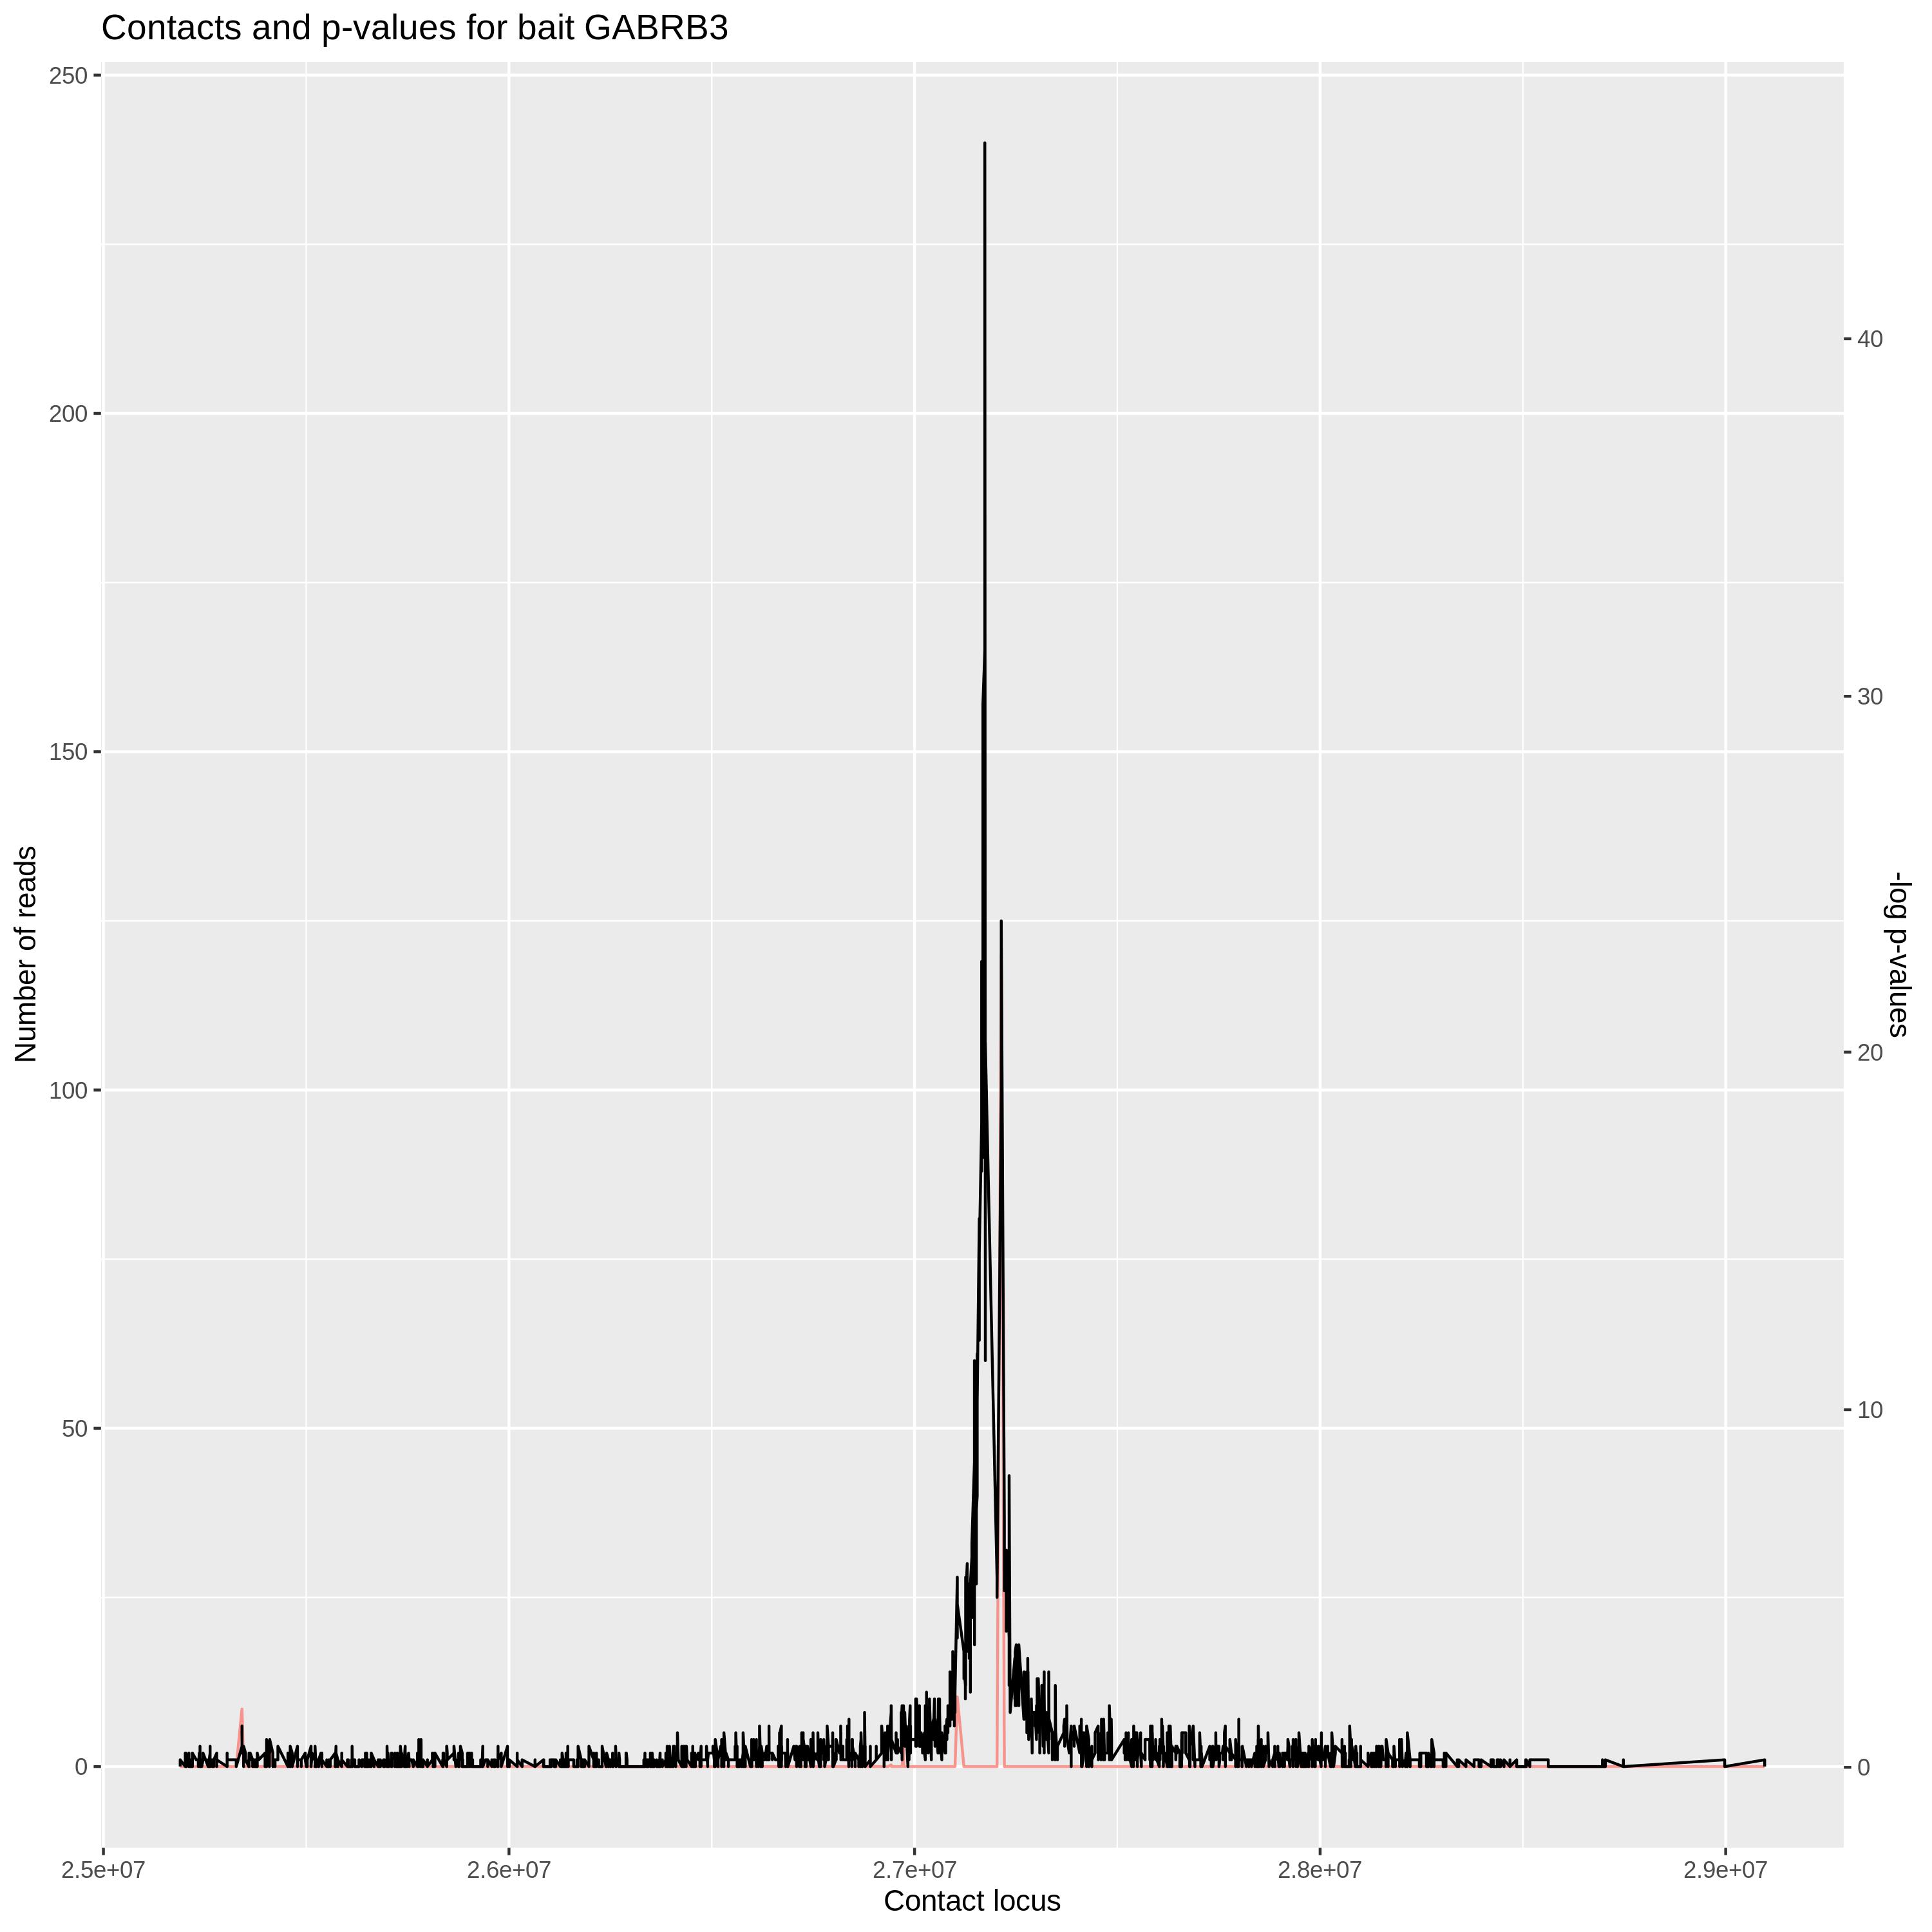 Contacts and p-values for bait GABRB3
250
200
150
100
50
0
Number of reads
40
30
20
10
0
-log p-values
2.5e+07
2.6e+07
2.7e+07
2.8e+07
2.9e+07
Contact locus